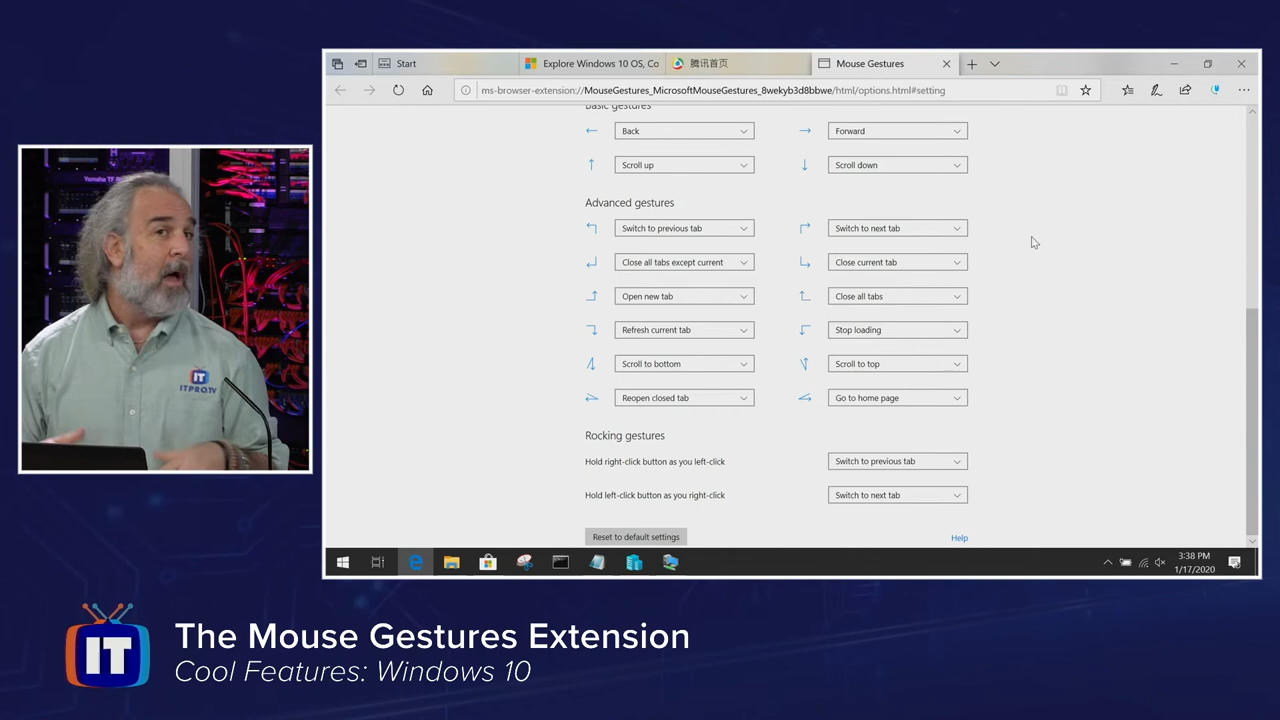 Start
Explore Windows 10 OS, Co
腾讯首页
Mouse Gestures
ms-browser-extension://MouseGestures_MicrosoftMouseGestures_8wekyb3d8bbwe/html/options.html#setting
Basic gestures
Back
Forward
Scroll up
Scroll down
Advanced gestures
Switch to previous tab
Switch to next tab
Close all tabs except current
Close current tab
Open new tab
Close all tabs
Refresh current tab
Stop loading
Scroll to bottom
Scroll to top
Reopen closed tab
Go to home page
Rocking gestures
Hold right-click button as you left-click
Switch to previous tab
Hold left-click button as you right-click
Switch to next tab
Reset to default settings
Help
3:38 PM
1/17/2020
IT
ITPRO.TV
IT
The Mouse Gestures Extension
Cool Features: Windows 10